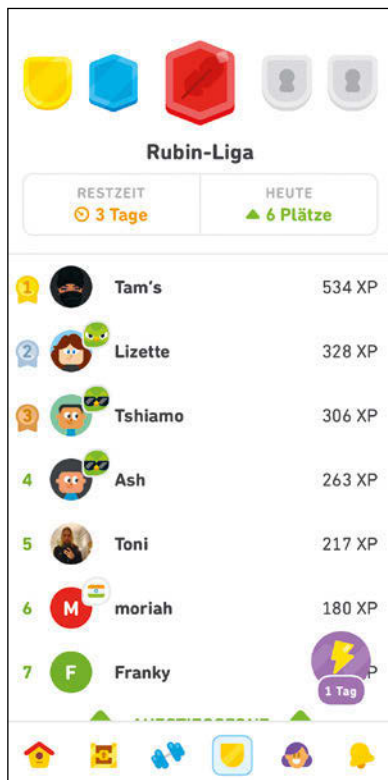 Rubin-Liga
RESTZEIT HEUTE
3 Tage 6 Plätze
1 Tam's 534 XP
2 Lizette 328 XP
3 Tshiamo 306 XP
4 Ash 263 XP
5 Toni 217 XP
6 M moriah 180 XP
7 F Franky P
1 Tag